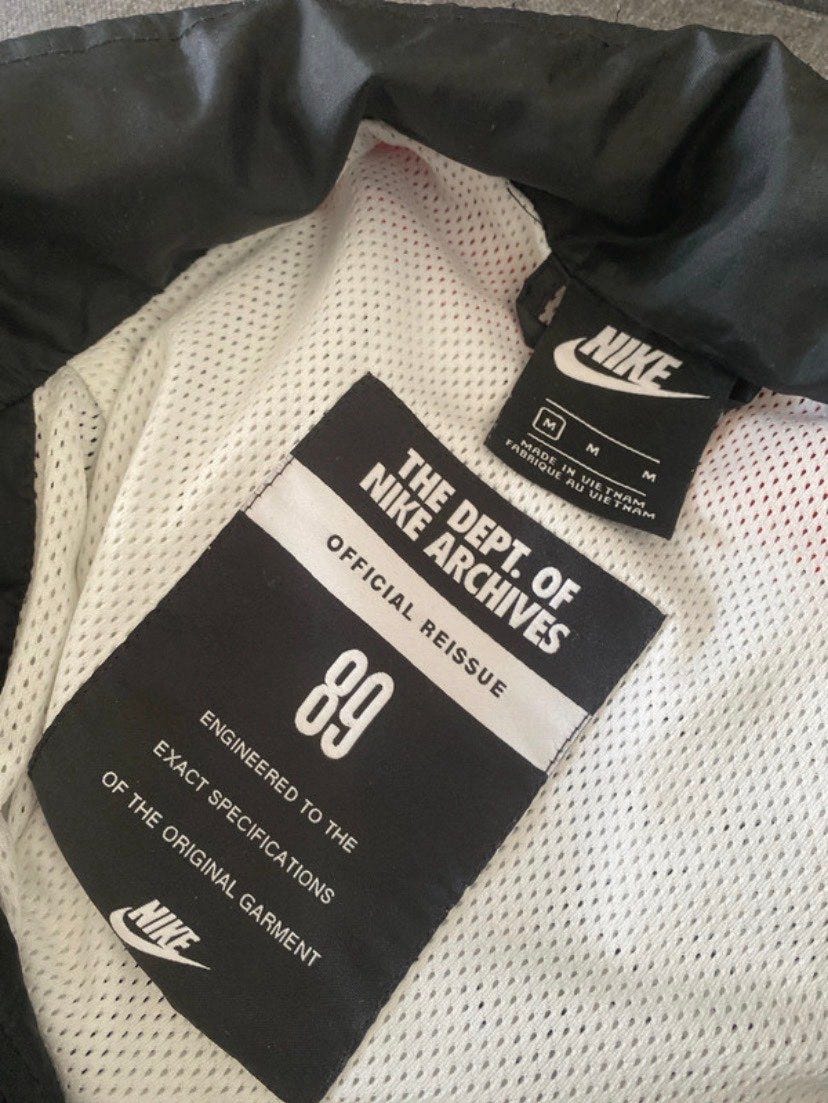 NIKE
M M M
MADE IN VIETNAM
FABRIQUE AU VIETNAM
THE DEPT. OF
NIKE ARCHIVES
OFFICIAL REISSUE
89
ENGINEERED TO THE
EXACT SPECIFICATIONS
OF THE ORIGINAL GARMENT
NIKE